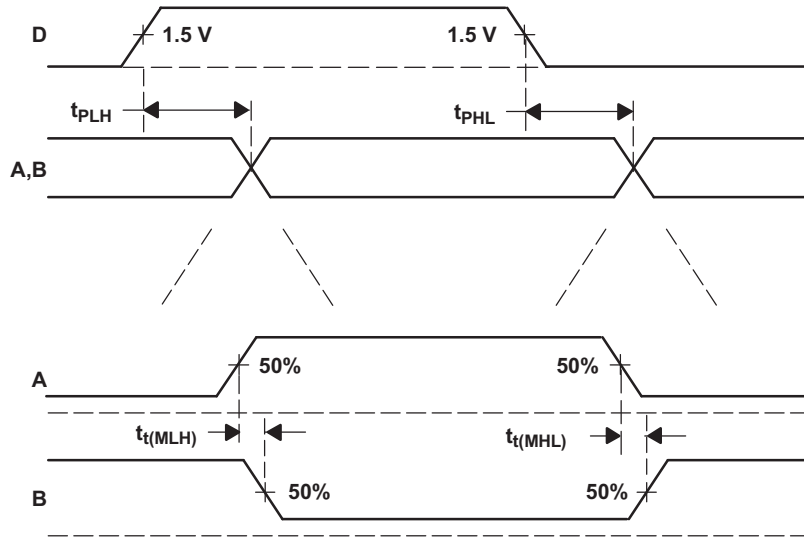 D 1.5 V 1.5 V
tPLH tPHL
A,B
A 50% 50%
tt(MLH) tt(MHL)
B 50% 50%